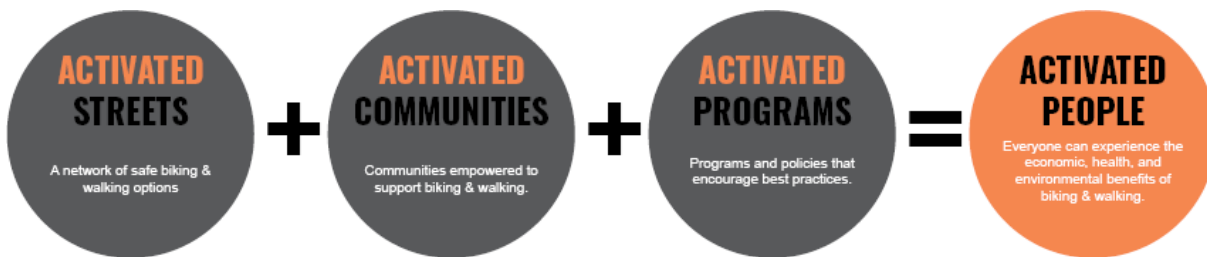 ACTIVATED
STREETS
A network of safe biking &
walking options
+
ACTIVATED
COMMUNITIES
Communities empowered to
support biking & walking.
+
ACTIVATED
PROGRAMS
Programs and policies that
encourage best practices.
=
ACTIVATED
PEOPLE
Everyone can experience the
economic, health, and
environmental benefits of
biking & walking.